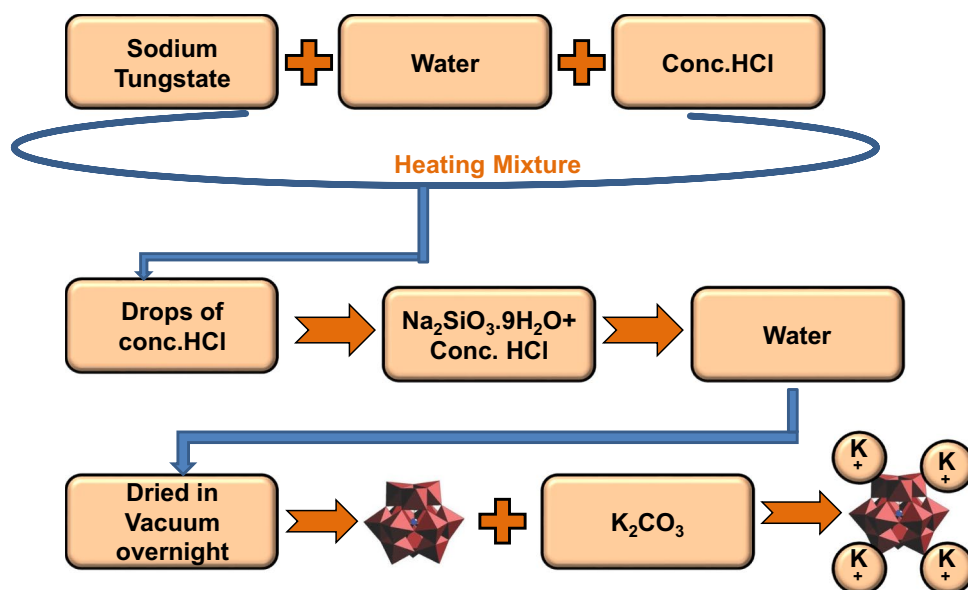 Sodium
Tungstate
Water
Conc.HCl
Heating Mixture
Drops of
conc.HCl
Na₂SiO₃.9H₂O+
Conc. HCl
Water
Dried in
Vacuum
overnight
K₂CO₃
K
+
K
+
K
+
K
+